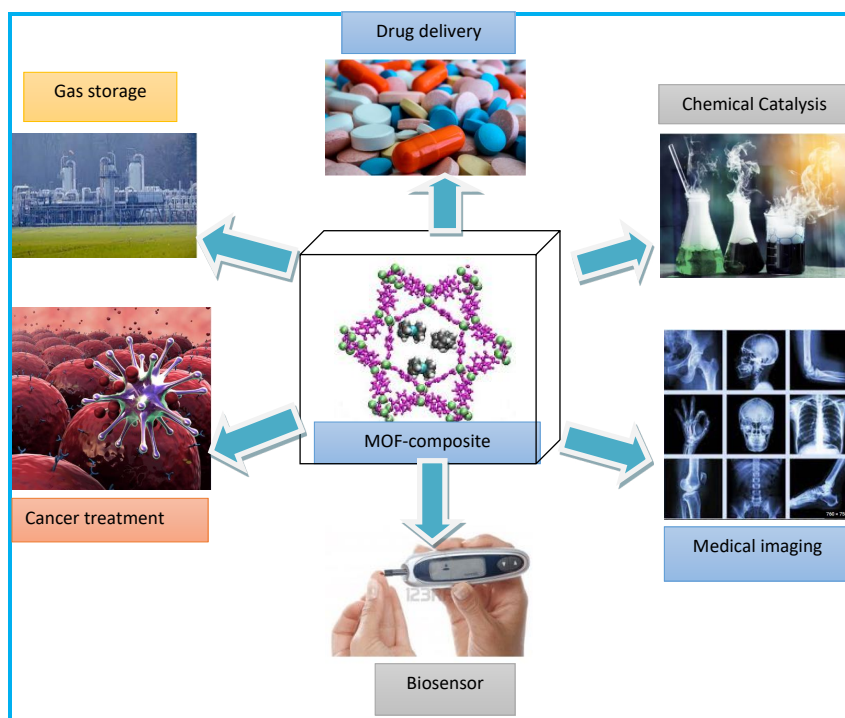 Drug delivery
Gas storage
Chemical Catalysis
MOF-composite
Cancer treatment
Medical imaging
Biosensor